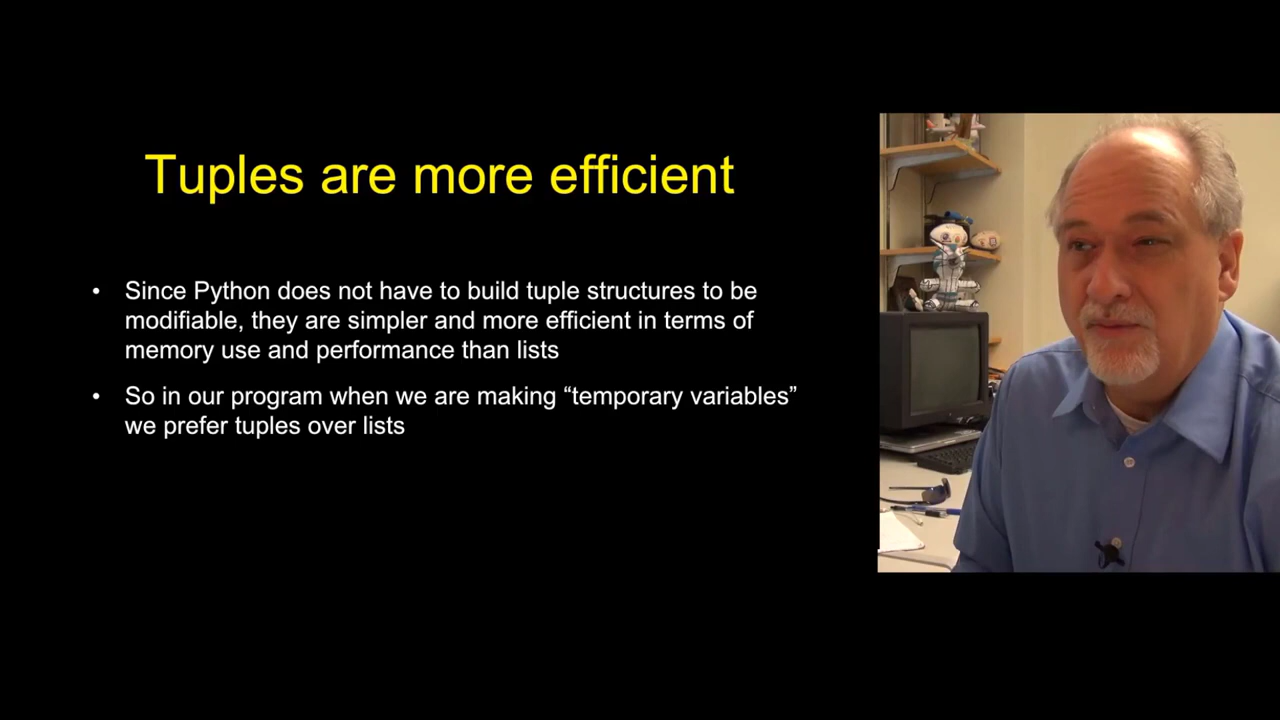 Tuples are more efficient
• Since Python does not have to build tuple structures to be
modifiable, they are simpler and more efficient in terms of
memory use and performance than lists
• So in our program when we are making “temporary variables”
we prefer tuples over lists